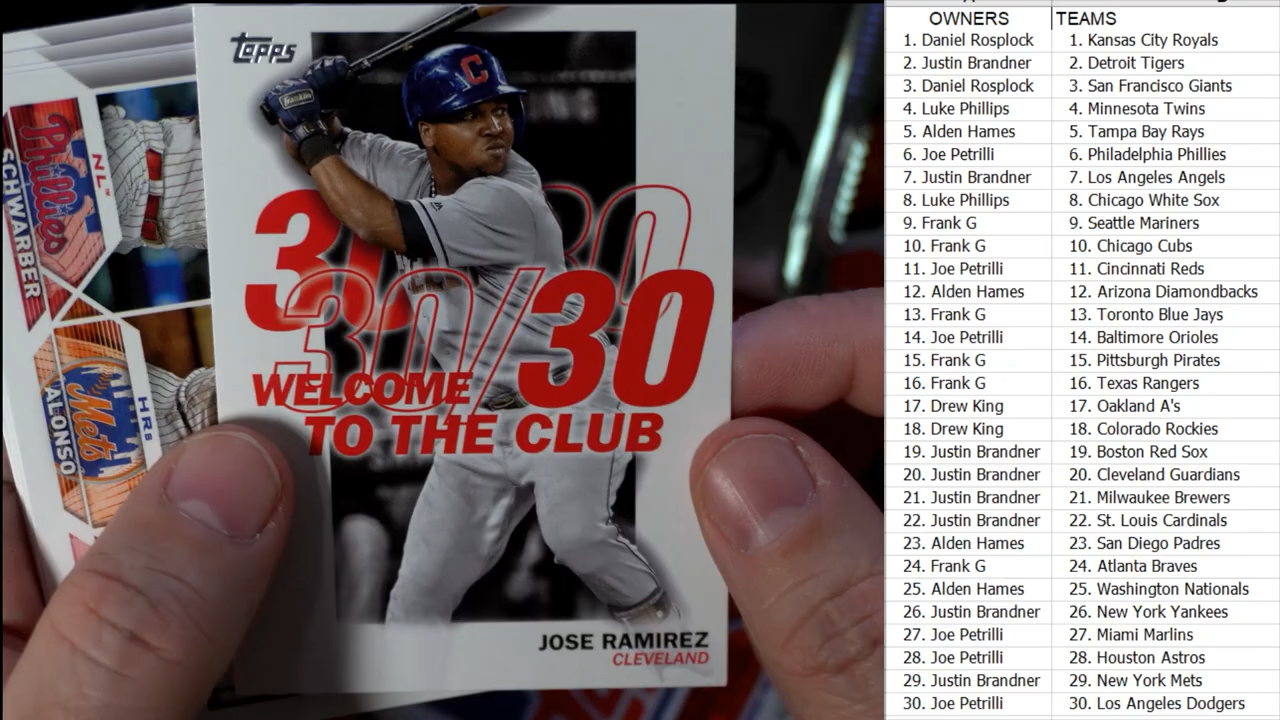 Topps
C
Franklin
30/30
30/30
WELCOME
TO THE CLUB
JOSE RAMIREZ
CLEVELAND
NL™
Phillies
SCHWARBER
HRs
Mets
ALONSO
OWNERS TEAMS
1. Daniel Rosplock 1. Kansas City Royals
2. Justin Brandner 2. Detroit Tigers
3. Daniel Rosplock 3. San Francisco Giants
4. Luke Phillips 4. Minnesota Twins
5. Alden Hames 5. Tampa Bay Rays
6. Joe Petrilli 6. Philadelphia Phillies
7. Justin Brandner 7. Los Angeles Angels
8. Luke Phillips 8. Chicago White Sox
9. Frank G 9. Seattle Mariners
10. Frank G 10. Chicago Cubs
11. Joe Petrilli 11. Cincinnati Reds
12. Alden Hames 12. Arizona Diamondbacks
13. Frank G 13. Toronto Blue Jays
14. Joe Petrilli 14. Baltimore Orioles
15. Frank G 15. Pittsburgh Pirates
16. Frank G 16. Texas Rangers
17. Drew King 17. Oakland A's
18. Drew King 18. Colorado Rockies
19. Justin Brandner 19. Boston Red Sox
20. Justin Brandner 20. Cleveland Guardians
21. Justin Brandner 21. Milwaukee Brewers
22. Justin Brandner 22. St. Louis Cardinals
23. Alden Hames 23. San Diego Padres
24. Frank G 24. Atlanta Braves
25. Alden Hames 25. Washington Nationals
26. Justin Brandner 26. New York Yankees
27. Joe Petrilli 27. Miami Marlins
28. Joe Petrilli 28. Houston Astros
29. Justin Brandner 29. New York Mets
30. Joe Petrilli 30. Los Angeles Dodgers